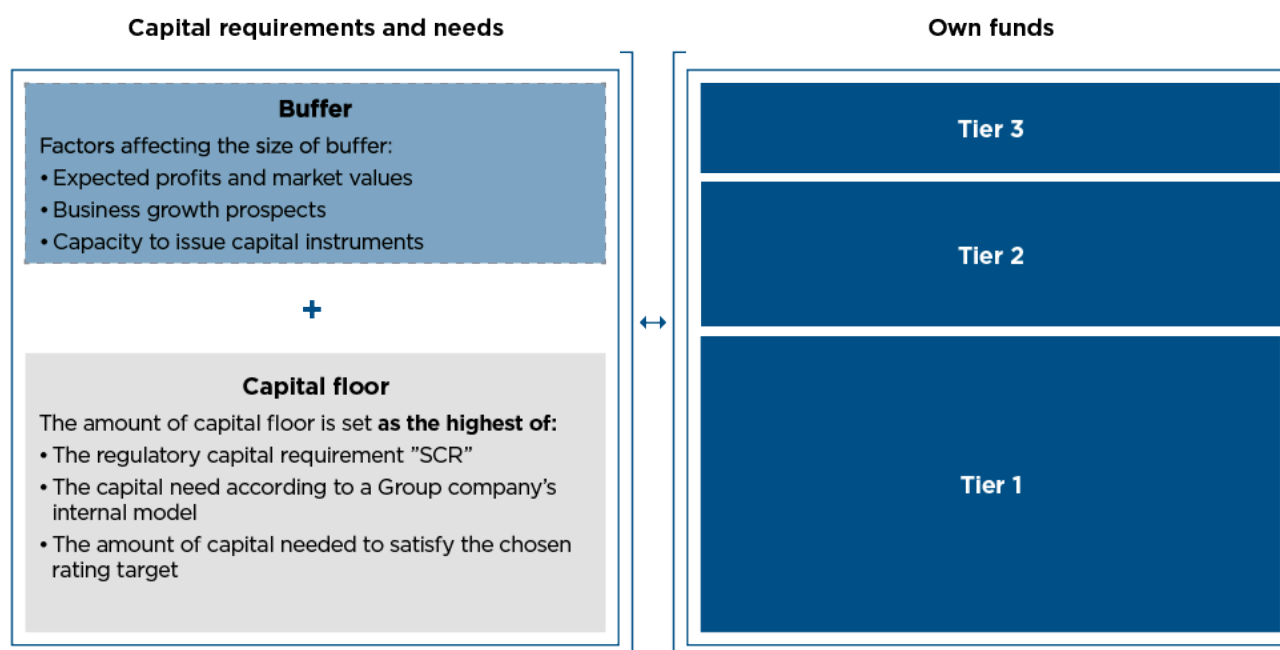 Capital requirements and needs
Buffer
Factors affecting the size of buffer:
• Expected profits and market values
• Business growth prospects
• Capacity to issue capital instruments
+
Capital floor
The amount of capital floor is set as the highest of:
• The regulatory capital requirement ”SCR”
• The capital need according to a Group company’s
internal model
• The amount of capital needed to satisfy the chosen
rating target
Own funds
Tier 3
Tier 2
Tier 1